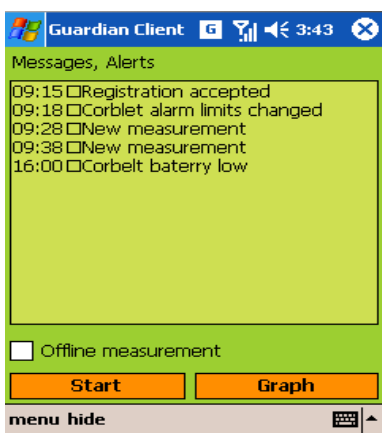 Guardian Client G 3:43
Messages, Alerts
09:15□Registration accepted
09:18□Corblet alarm limits changed
09:28□New measurement
09:38□New measurement
16:00□Corbelt baterry low
Offline measurement
Start Graph
menu hide